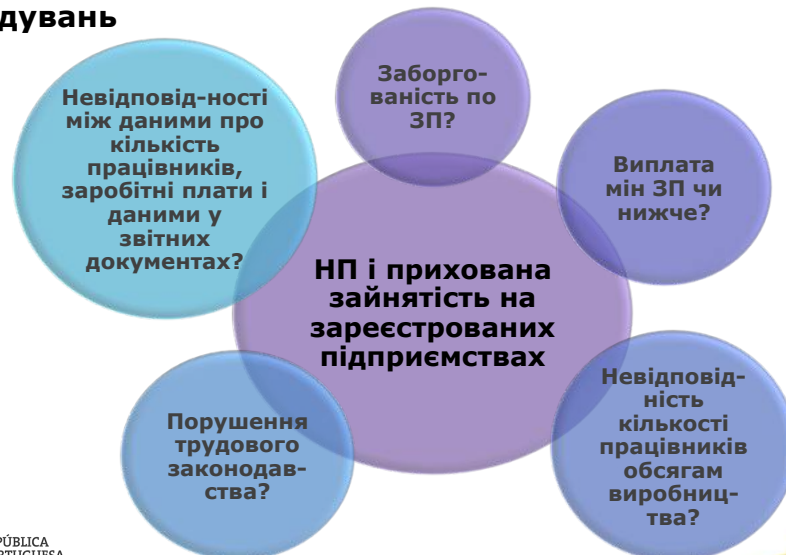 дувань
Заборго-
ваність по
ЗП?
Невідповід-ності
між даними про
кількість
працівників,
заробітні плати і
даними у
звітних
документах?
Виплата
мін ЗП чи
нижче?
НП і прихована
зайнятість на
зареєстрованих
підприємствах
Невідповід-
ність
кількості
працівників
обсягам
виробниц-
тва?
Порушення
трудового
законодав-
ства?
PÚBLICA
RTUGUESA